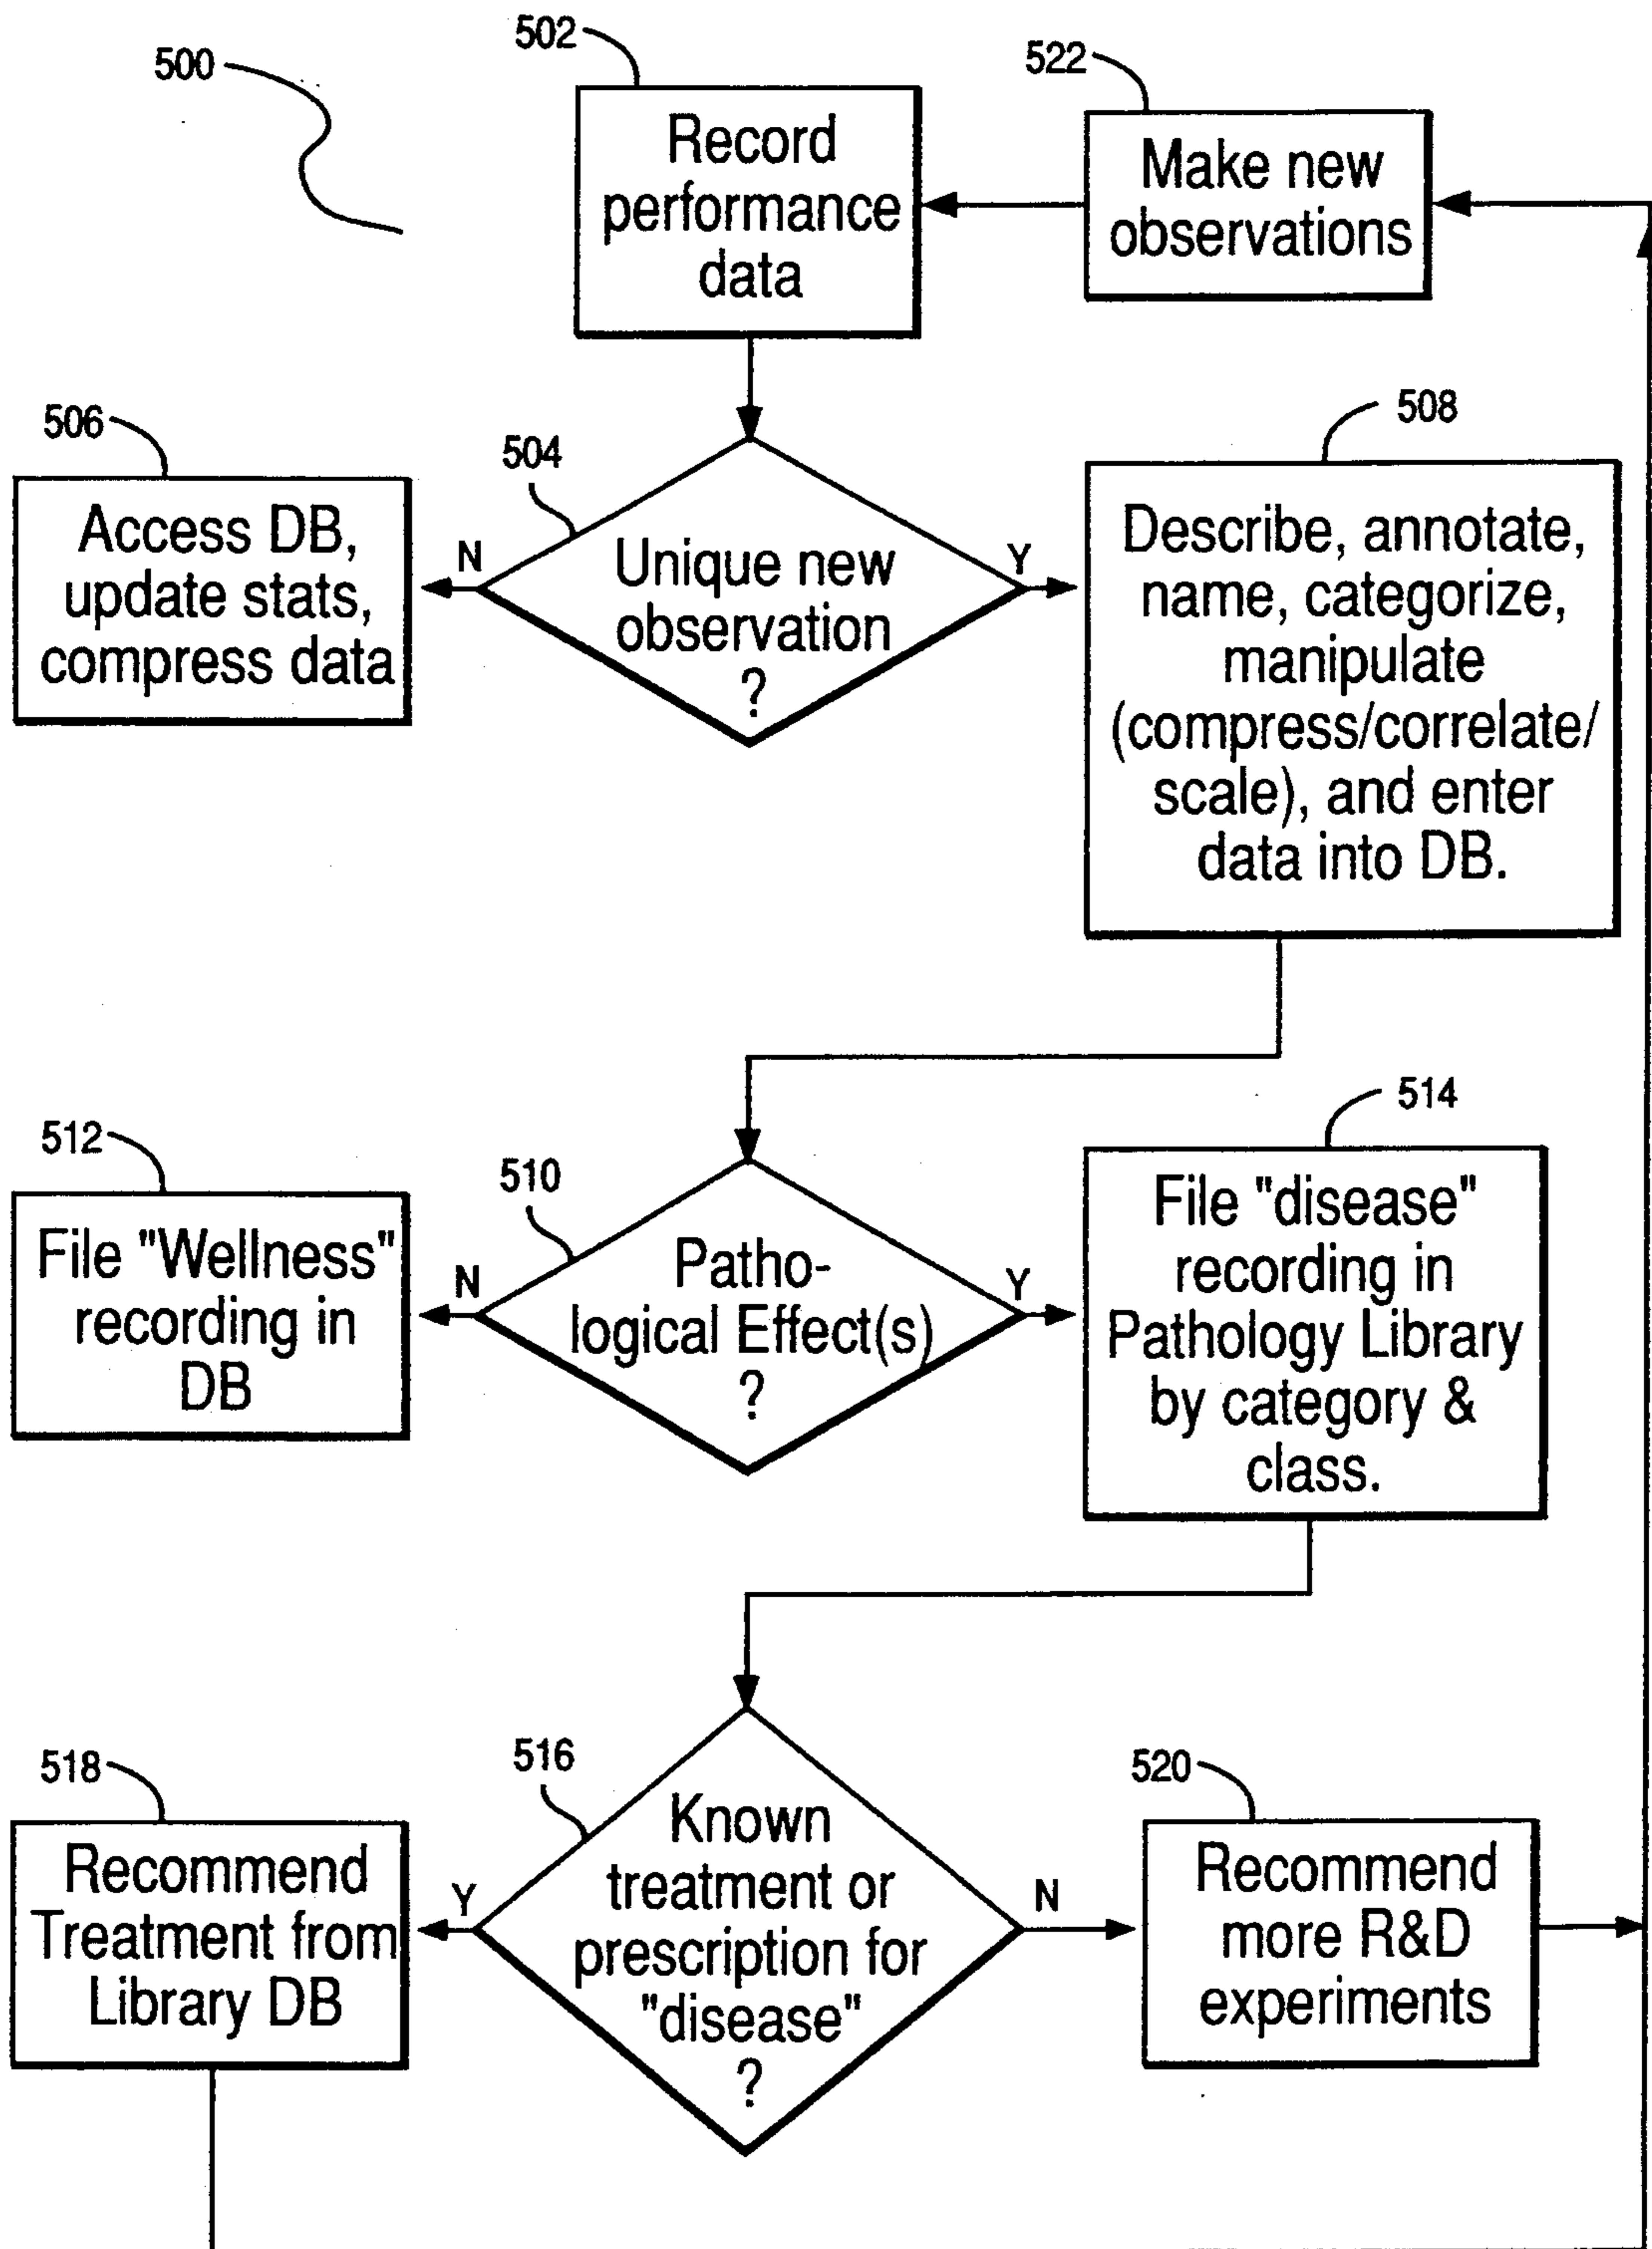 500
502
522
Record
performance
data
Make new
observations
506
504
508
Access DB,
update stats,
compress data
N
Unique new
observation
?
Y
Describe, annotate,
name, categorize,
manipulate
(compress/correlate/
scale), and enter
data into DB.
512
510
514
File "Wellness"
recording in
DB
N
Patho-
logical Effect(s)
?
Y
File "disease"
recording in
Pathology Library
by category &
class.
518
516
520
Recommend
Treatment from
Library DB
Y
Known
treatment or
prescription for
"disease"
?
N
Recommend
more R&D
experiments